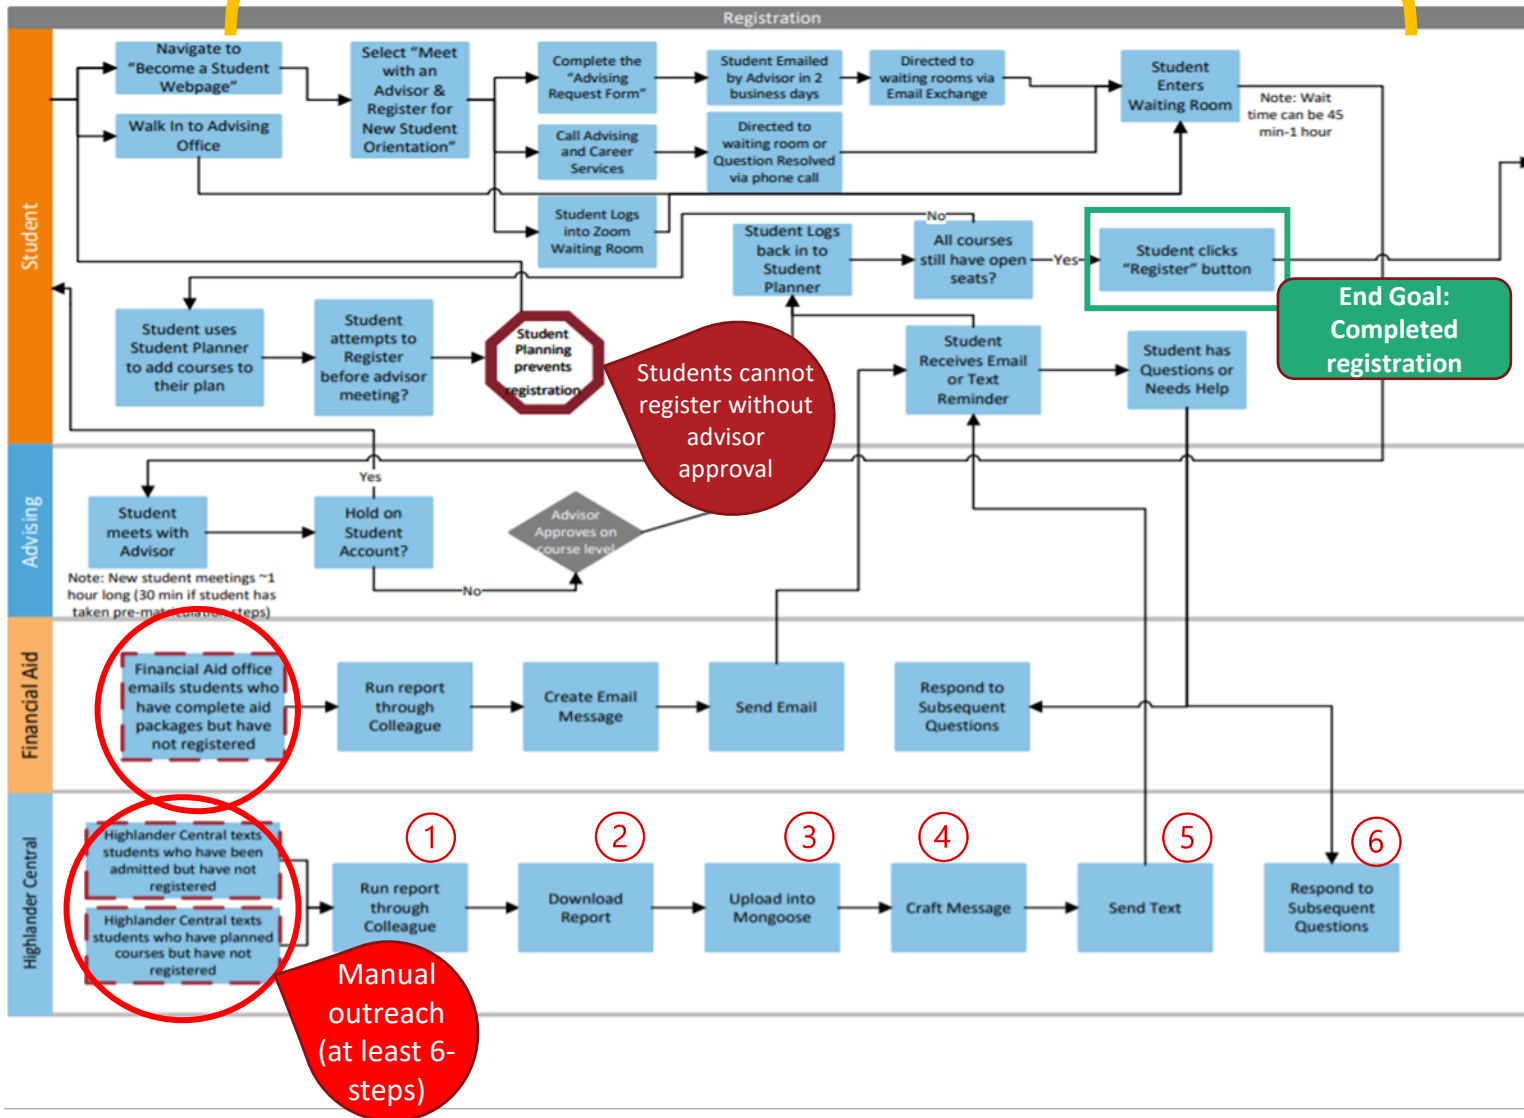 Registration
Student
Navigate to
"Become a Student
Webpage"
Walk In to Advising
Office
Select "Meet
with an
Advisor &
Register for
New Student
Orientation"
Complete the
"Advising
Request Form"
Student Emailed
by Advisor in 2
business days
Directed to
waiting rooms via
Email Exchange
Student
Enters
Waiting Room
Note: Wait
time can be 45
min-1 hour
Call Advising
and Career
Services
Directed to
waiting room or
Question Resolved
via phone call
Student Logs
into Zoom
Waiting Room
Student Logs
back in to
Student
Planner
No
All courses
still have open
seats?
Yes
Student clicks
"Register" button
End Goal:
Completed
registration
Student uses
Student Planner
to add courses to
their plan
Student
attempts to
Register
before advisor
meeting?
Student
Planning
prevents
registration
Students cannot
register without
advisor
approval
Student
Receives Email
or Text
Reminder
Student has
Questions or
Needs Help
Advising
Yes
Student
meets with
Advisor
Hold on
Student
Account?
No
Advisor
Approves on
course level
Note: New student meetings ~1
hour long (30 min if student has
taken pre-matriculation steps)
Financial Aid
Financial Aid office
emails students who
have complete aid
packages but have
not registered
Run report
through
Colleague
Create Email
Message
Send Email
Respond to
Subsequent
Questions
Highlander Central
Highlander Central texts
students who have been
admitted but have not
registered
Highlander Central texts
students who have planned
courses but have not
registered
1
Run report
through
Colleague
2
Download
Report
3
Upload into
Mongoose
4
Craft Message
5
Send Text
6
Respond to
Subsequent
Questions
Manual
outreach
(at least 6-
steps)